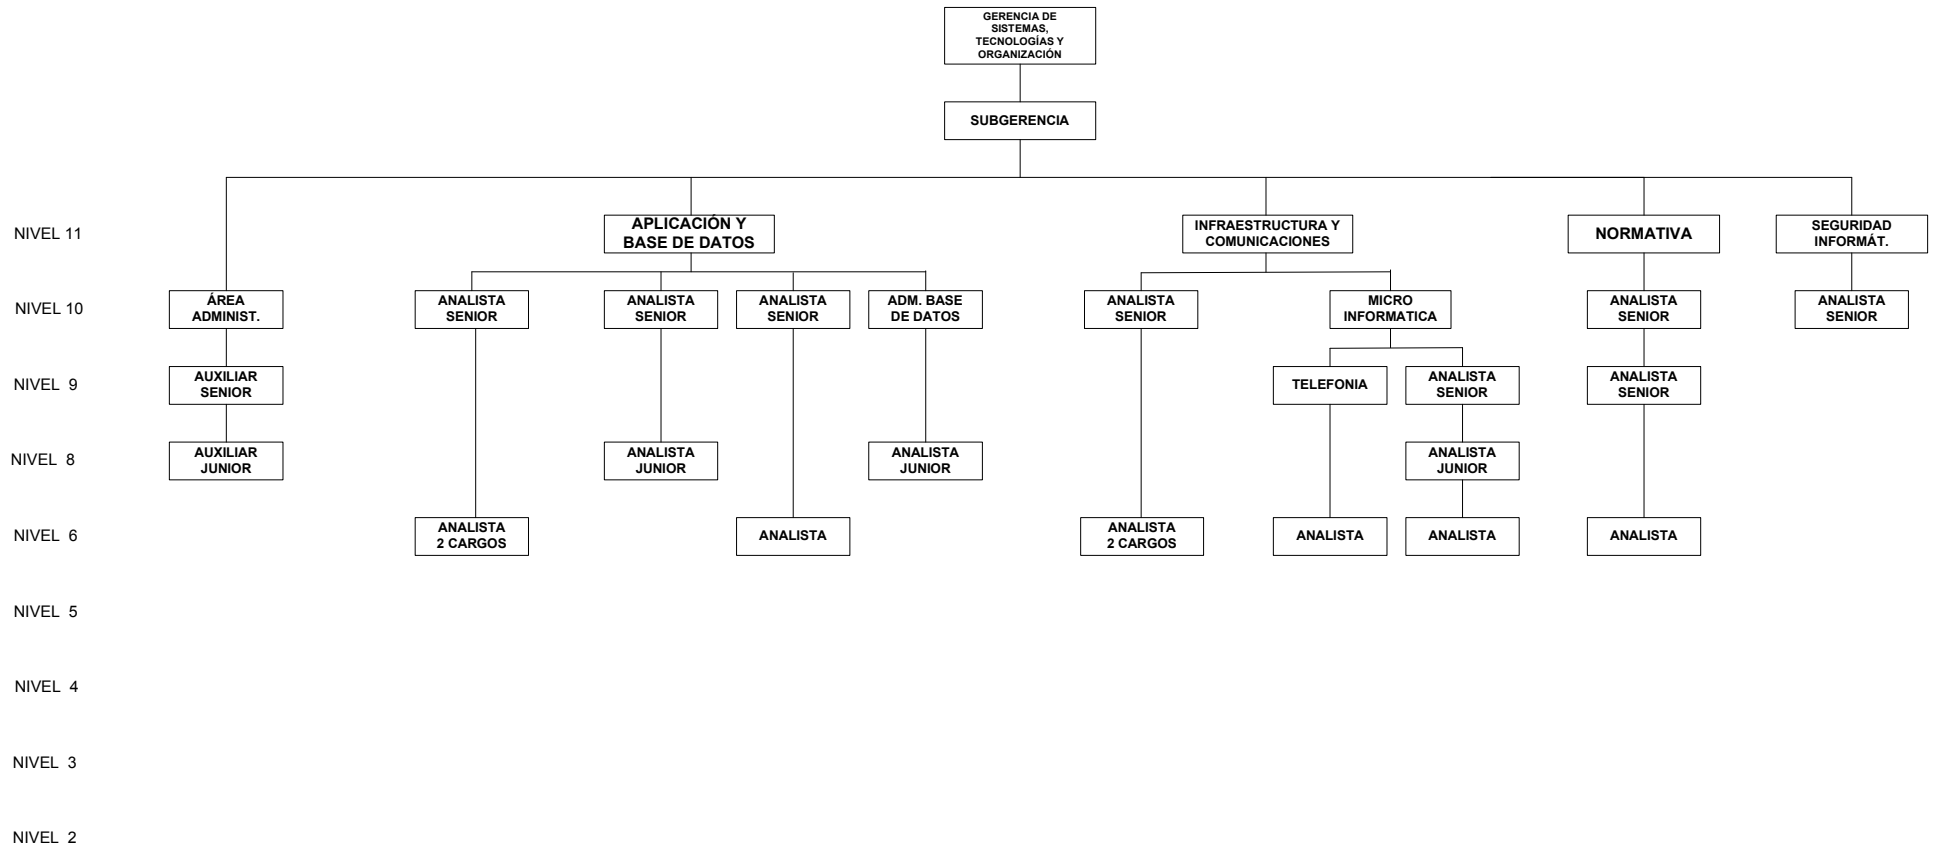 GERENCIA DE
SISTEMAS,
TECNOLOGÍAS Y
ORGANIZACIÓN
SUBGERENCIA
NIVEL 11
APLICACIÓN Y
BASE DE DATOS
INFRAESTRUCTURA Y
COMUNICACIONES
NORMATIVA
SEGURIDAD
INFORMÁT.
NIVEL 10
ÁREA
ADMINIST.
ANALISTA
SENIOR
ANALISTA
SENIOR
ANALISTA
SENIOR
ADM. BASE
DE DATOS
ANALISTA
SENIOR
MICRO
INFORMATICA
ANALISTA
SENIOR
ANALISTA
SENIOR
NIVEL 9
AUXILIAR
SENIOR
TELEFONIA
ANALISTA
SENIOR
ANALISTA
SENIOR
NIVEL 8
AUXILIAR
JUNIOR
ANALISTA
JUNIOR
ANALISTA
JUNIOR
ANALISTA
JUNIOR
NIVEL 6
ANALISTA
2 CARGOS
ANALISTA
ANALISTA
2 CARGOS
ANALISTA
ANALISTA
ANALISTA
NIVEL 5
NIVEL 4
NIVEL 3
NIVEL 2